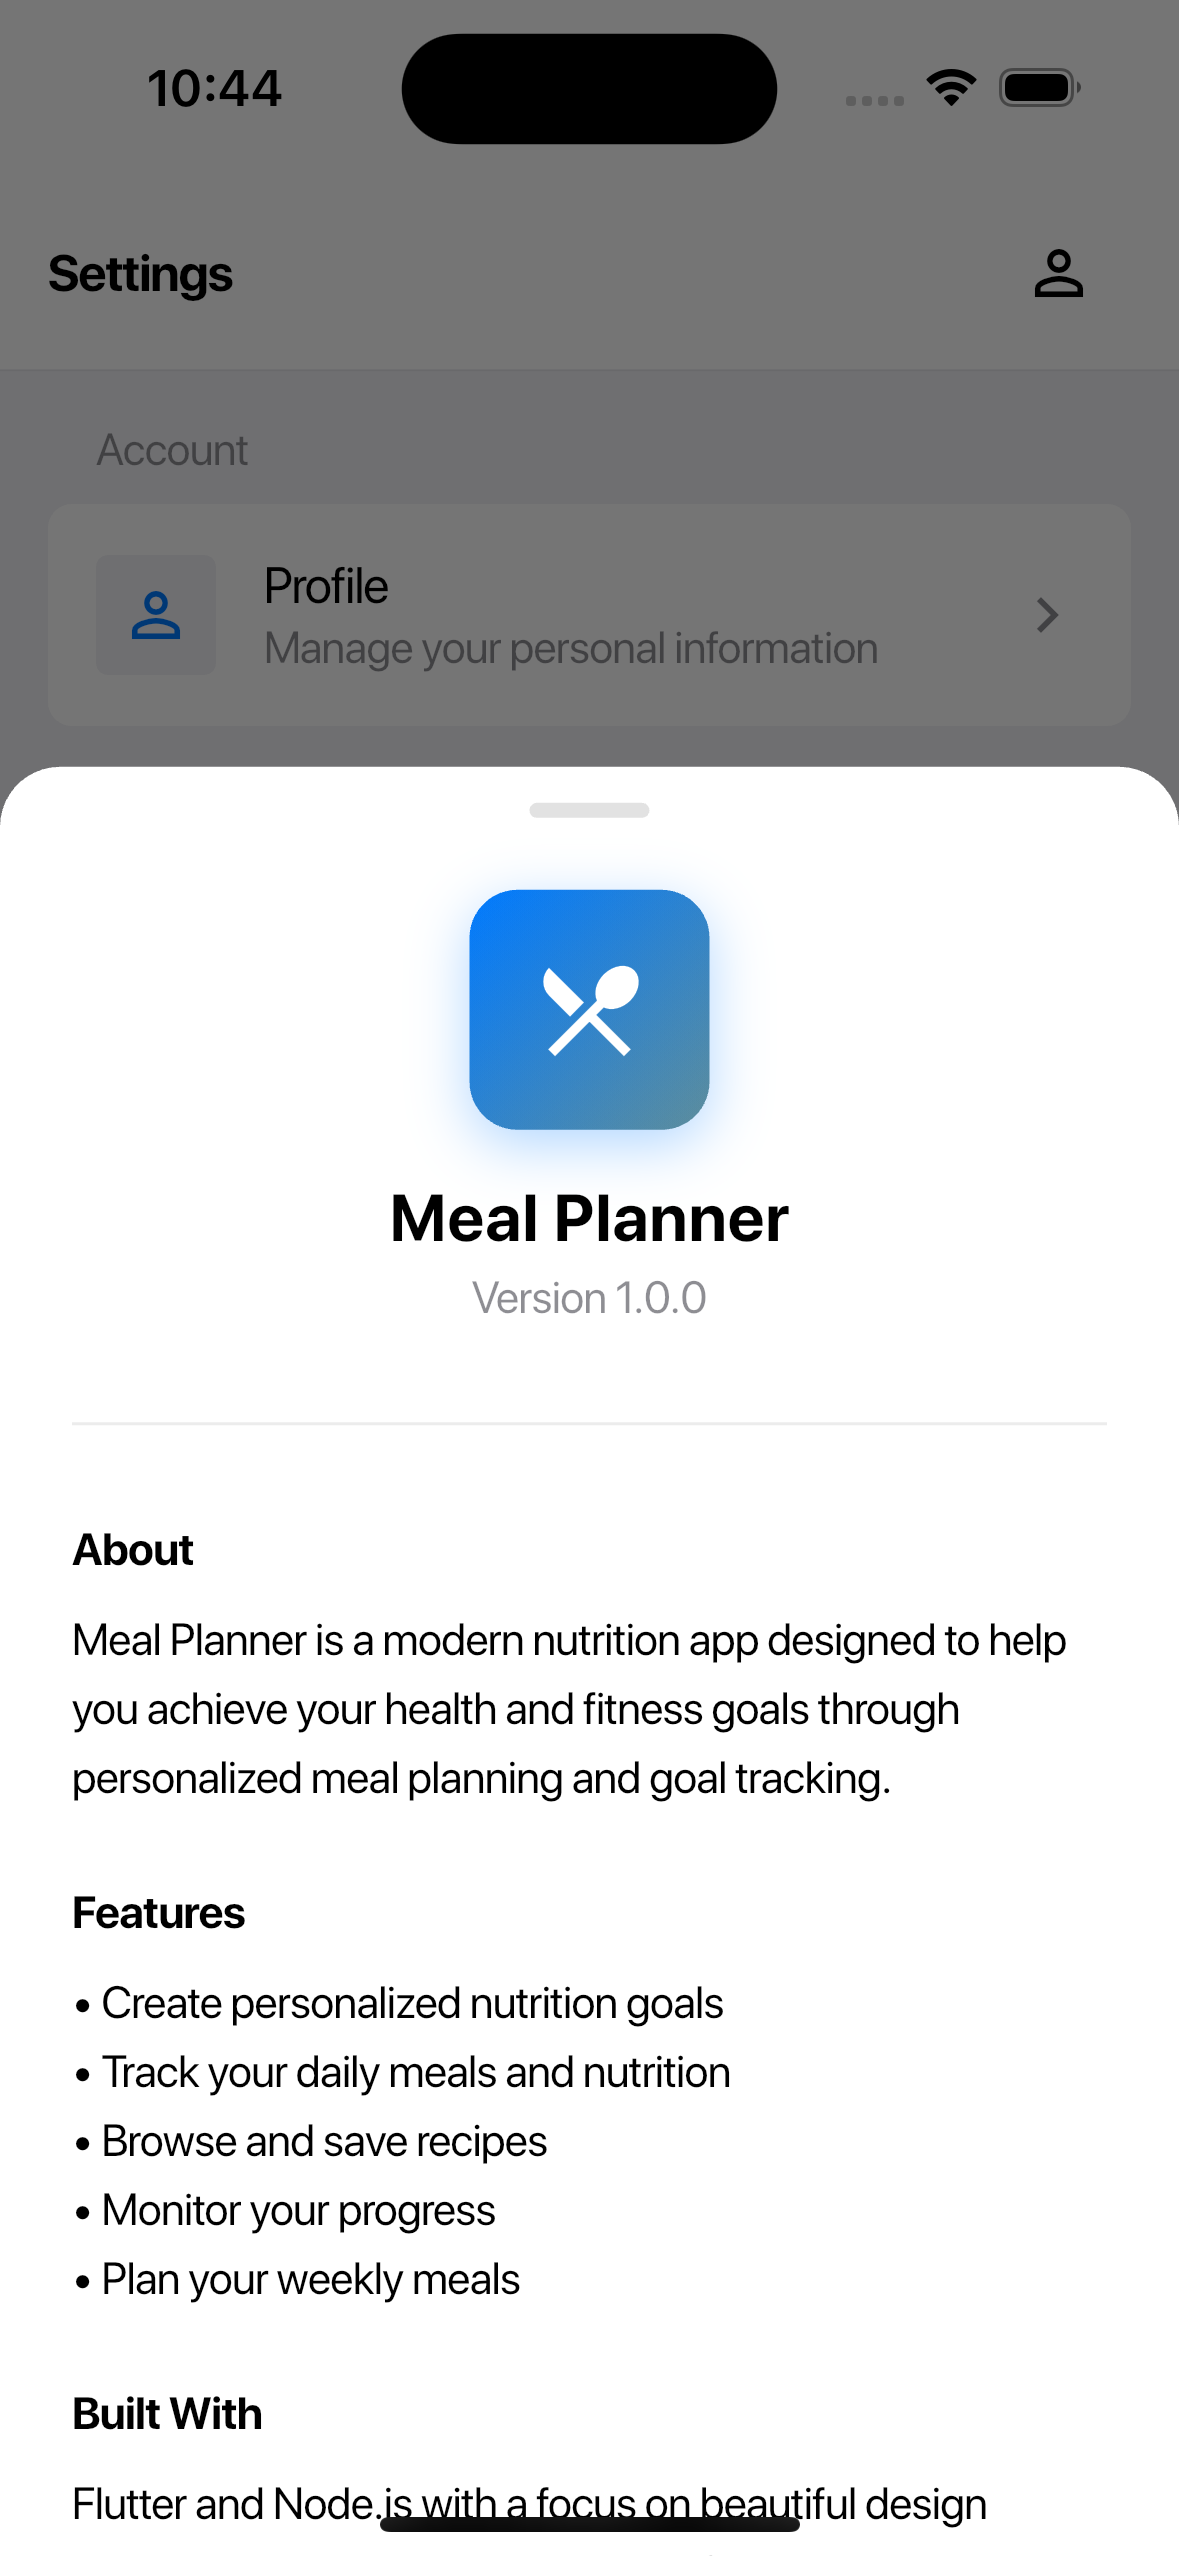 10:44
Settings
Account
Profile
Manage your personal information
Meal Planner
Version 1.0.0
About
Meal Planner is a modern nutrition app designed to help
you achieve your health and fitness goals through
personalized meal planning and goal tracking.
Features
• Create personalized nutrition goals
• Track your daily meals and nutrition
• Browse and save recipes
• Monitor your progress
• Plan your weekly meals
Built With
Flutter and Node.js with a focus on beautiful design